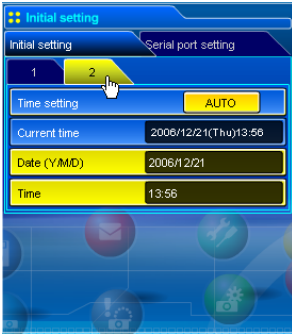 Initial setting
Initial setting Serial port setting
1 2
Time setting AUTO
Current time 2006/12/21(Thu)13:56
Date (Y/M/D) 2006/12/21
Time 13:56